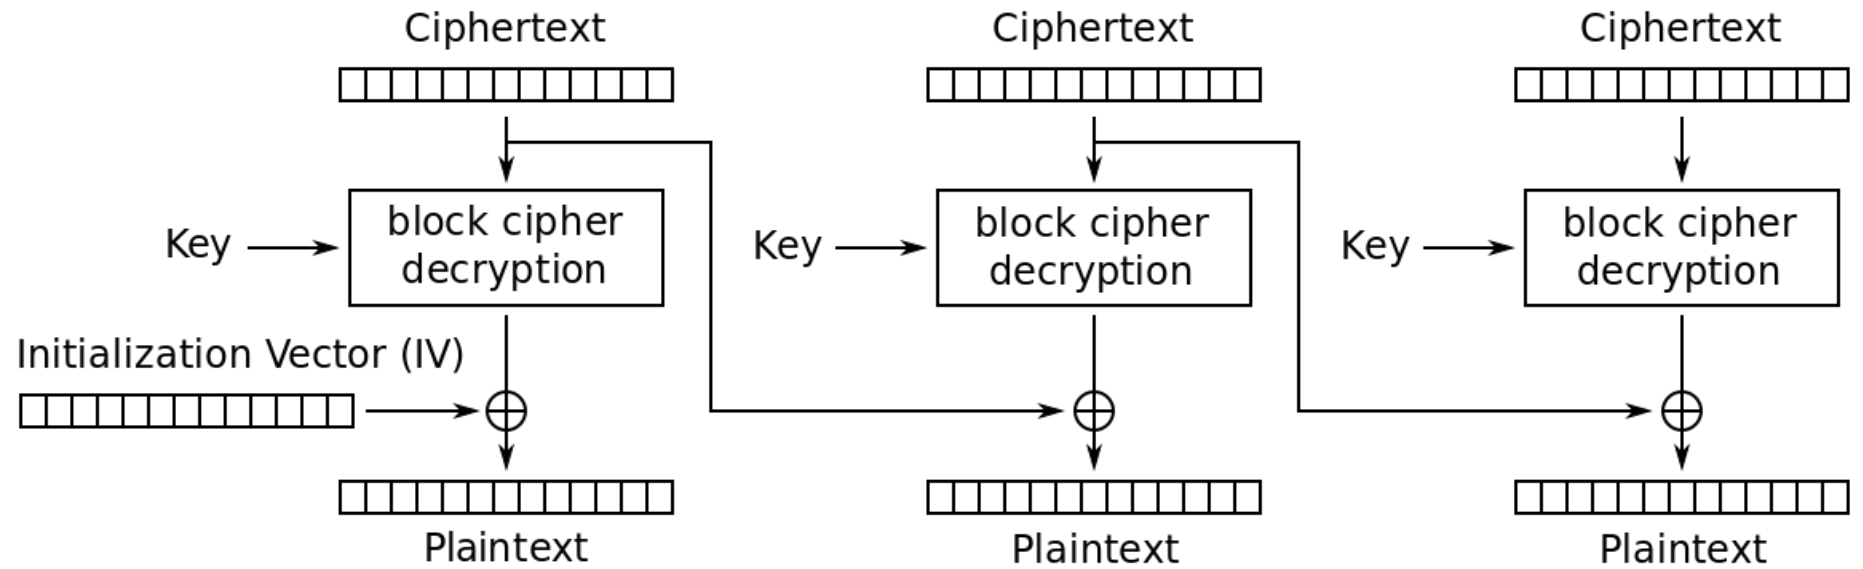 Ciphertext
Ciphertext
Ciphertext
Key
block cipher
decryption
Key
block cipher
decryption
Key
block cipher
decryption
Initialization Vector (IV)
Plaintext
Plaintext
Plaintext